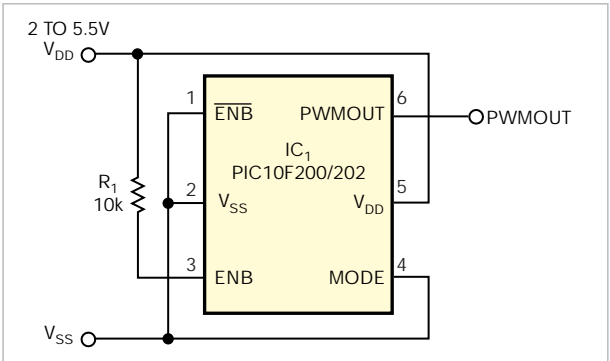 2 TO 5.5V
VDD
1
ENB
PWMOUT
6
PWMOUT
IC1
PIC10F200/202
R1
10k
2
VSS
VDD
5
3
ENB
MODE
4
VSS